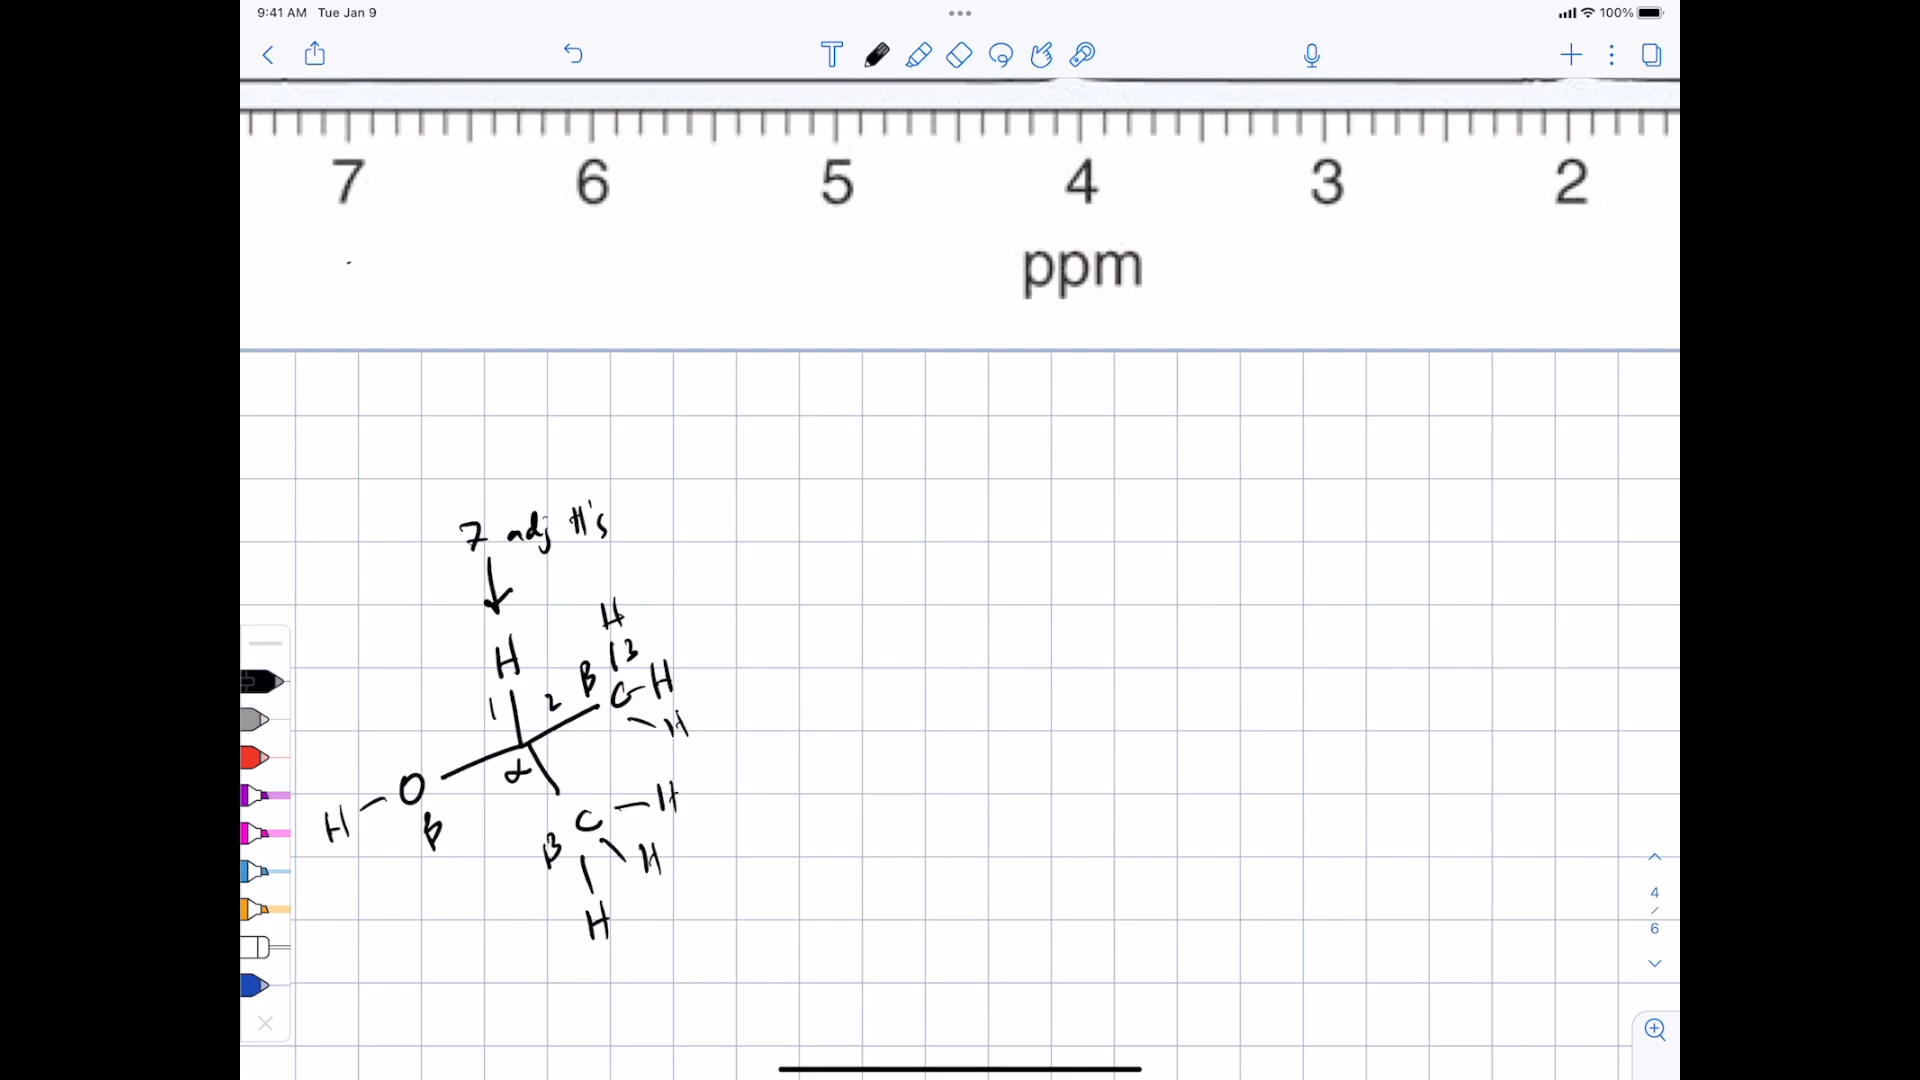 9:41 AM Tue Jan 9
100%
7 6 5 4 3 2
ppm
7 adj H's
H
H
1 3
β C H
1 2
H
α
O
H
β
C H
β H
H
4
/
6